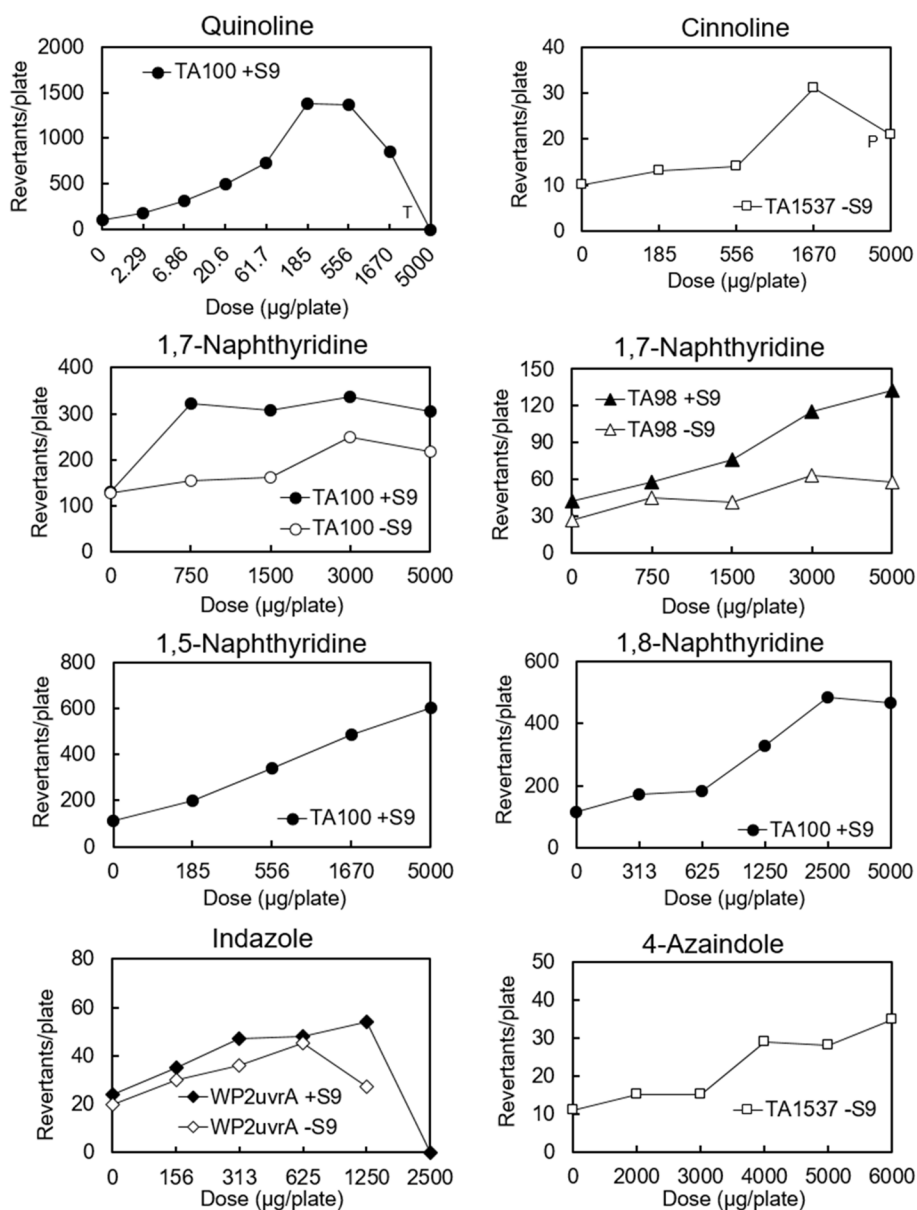 Quinoline
2000
1500
1000
500
0
Revertants/plate
TA100 +S9
T
0 2.29 6.86 20.6 61.7 185 556 1670 5000
Dose (μg/plate)
Cinnoline
40
30
20
10
0
Revertants/plate
P
TA1537 -S9
0 185 556 1670 5000
Dose (μg/plate)
1,7-Naphthyridine
400
300
200
100
0
Revertants/plate
TA100 +S9
TA100 -S9
0 750 1500 3000 5000
Dose (μg/plate)
1,7-Naphthyridine
150
120
90
60
30
0
Revertants/plate
TA98 +S9
TA98 -S9
0 750 1500 3000 5000
Dose (μg/plate)
1,5-Naphthyridine
800
600
400
200
0
Revertants/plate
TA100 +S9
0 185 556 1670 5000
Dose (μg/plate)
1,8-Naphthyridine
600
400
200
0
Revertants/plate
TA100 +S9
0 313 625 1250 2500 5000
Dose (μg/plate)
Indazole
80
60
40
20
0
Revertants/plate
WP2uvrA +S9
WP2uvrA -S9
0 156 313 625 1250 2500
Dose (μg/plate)
4-Azaindole
50
40
30
20
10
0
Revertants/plate
TA1537 -S9
0 2000 3000 4000 5000 6000
Dose (μg/plate)